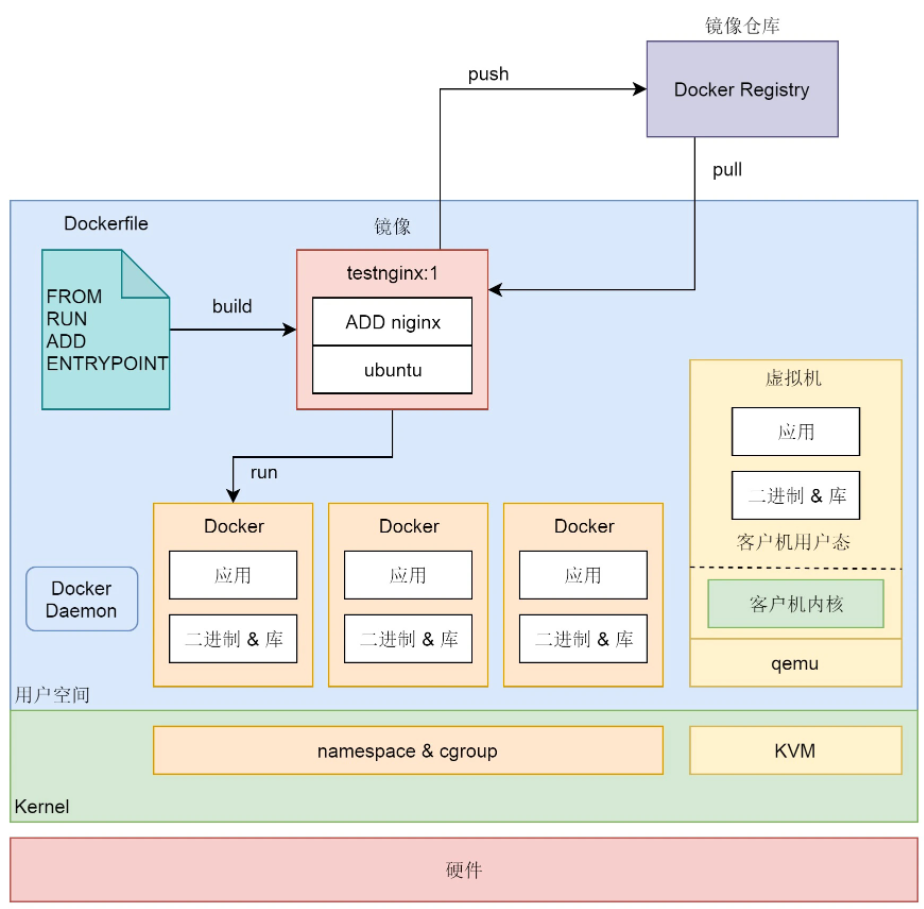 镜像仓库
Docker Registry
push
pull
Dockerfile
镜像
FROM
RUN
ADD
ENTRYPOINT
build
testnginx:1
ADD niginx
ubuntu
run
虚拟机
应用
二进制 & 库
客户机用户态
客户机内核
qemu
Docker
应用
二进制 & 库
Docker
应用
二进制 & 库
Docker
应用
二进制 & 库
Docker
Daemon
用户空间
namespace & cgroup
KVM
Kernel
硬件